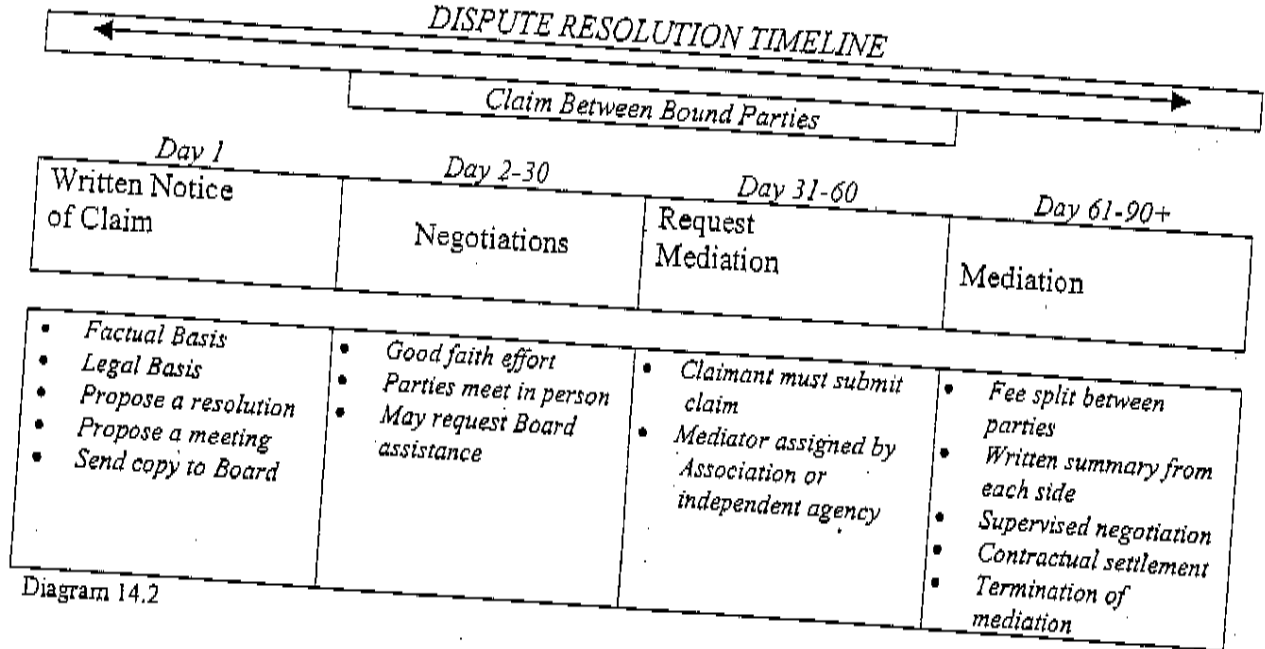 DISPUTE RESOLUTION TIMELINE
Claim Between Bound Parties
Day 1
Written Notice
of Claim
Day 2-30
Negotiations
Day 31-60
Request
Mediation
Day 61-90+
Mediation
• Factual Basis
• Legal Basis
• Propose a resolution
• Propose a meeting
• Send copy to Board
• Good faith effort
• Parties meet in person
• May request Board
assistance
• Claimant must submit
claim
• Mediator assigned by
Association or
independent agency
• Fee split between
parties
• Written summary from
each side
• Supervised negotiation
• Contractual settlement
• Termination of
mediation
Diagram 14.2